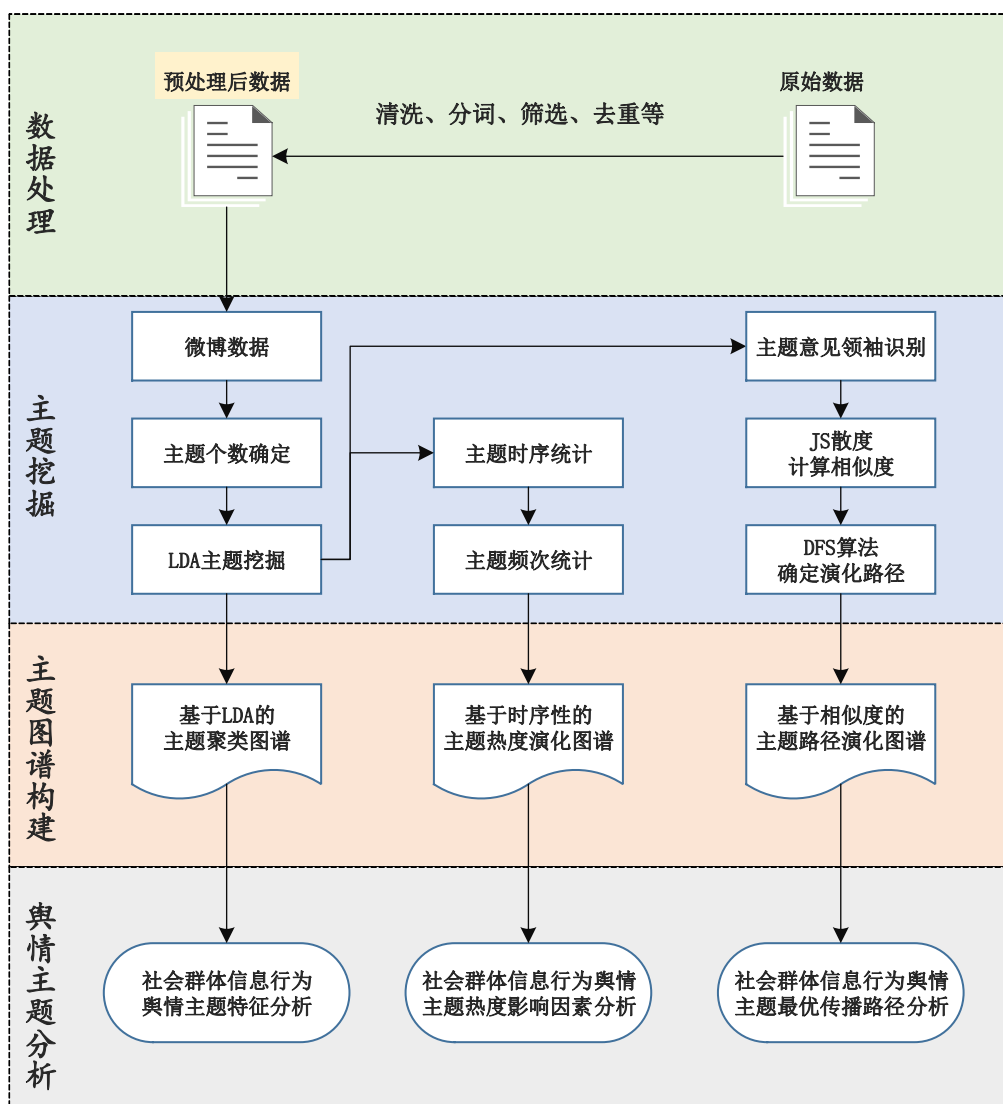 数据处理
预处理后数据
清洗、分词、筛选、去重等
原始数据
主题挖掘
微博数据
主题意见领袖识别
主题个数确定
主题时序统计
JS散度
计算相似度
LDA主题挖掘
主题频次统计
DFS算法
确定演化路径
主题图谱构建
基于LDA的
主题聚类图谱
基于时序性的
主题热度演化图谱
基于相似度的
主题路径演化图谱
舆情主题分析
社会群体信息行为
舆情主题特征分析
社会群体信息行为舆情
主题热度影响因素分析
社会群体信息行为舆情
主题最优传播路径分析